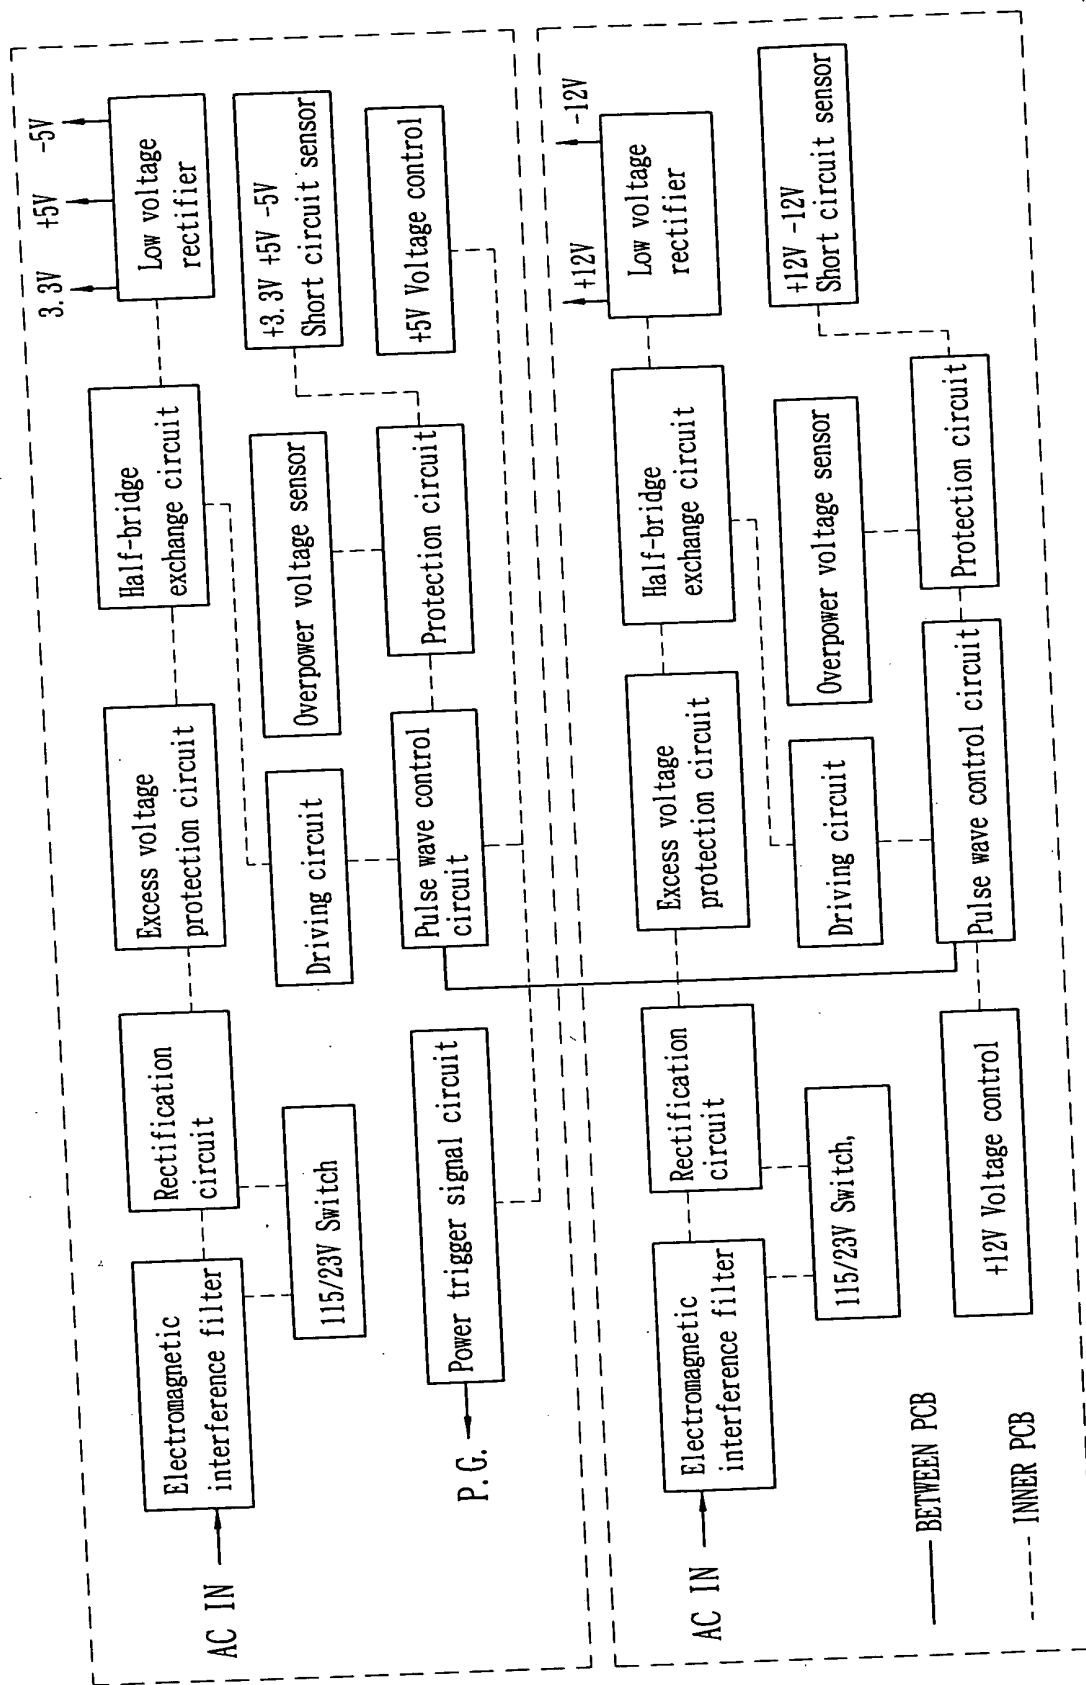 3.3V
+5V
-5V
Low voltage
rectifier
Half-bridge
exchange circuit
Excess voltage
protection circuit
Rectification
circuit
Electromagnetic
interference filter
AC IN
115/23V Switch
Driving circuit
Overpower voltage sensor
+3.3V +5V -5V
Short circuit sensor
+5V Voltage control
Protection circuit
Pulse wave control
circuit
Power trigger signal circuit
P.G.
+12V
-12V
Low voltage
rectifier
Half-bridge
exchange circuit
Excess voltage
protection circuit
Rectification
circuit
Electromagnetic
interference filter
AC IN
115/23V Switch,
Driving circuit
Overpower voltage sensor
+12V -12V
Short circuit sensor
Protection circuit
Pulse wave control circuit
+12V Voltage control
BETWEEN PCB
INNER PCB